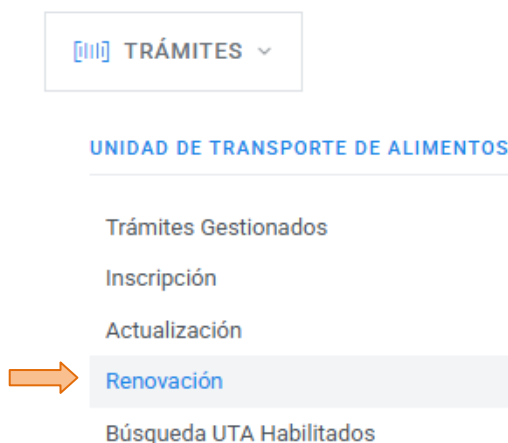 TRÁMITES
UNIDAD DE TRANSPORTE DE ALIMENTOS
Trámites Gestionados
Inscripción
Actualización
Renovación
Búsqueda UTA Habilitados